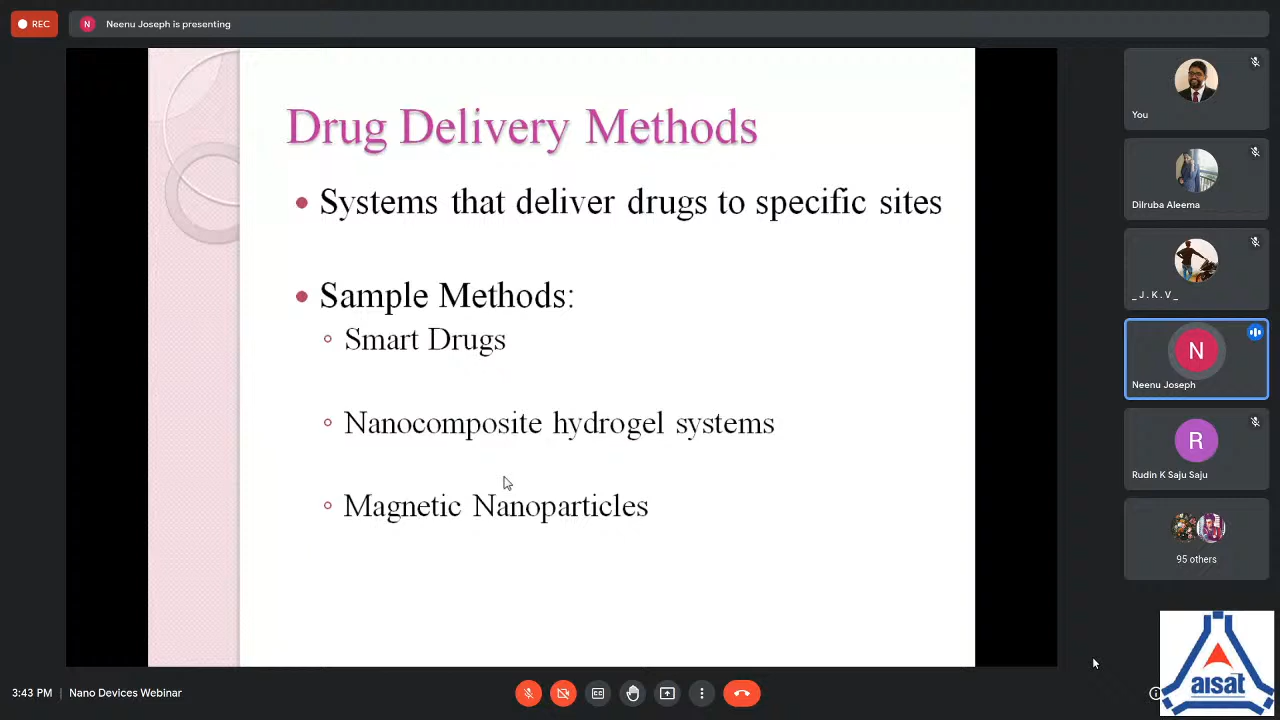 REC
N
Neenu Joseph is presenting
Drug Delivery Methods
Systems that deliver drugs to specific sites
Sample Methods:
Smart Drugs
Nanocomposite hydrogel systems
Magnetic Nanoparticles
You
Dilruba Aleema
_ J . K . V _
N
Neenu Joseph
R
Rudin K Saju Saju
95 others
aisat
3:43 PM | Nano Devices Webinar
CC